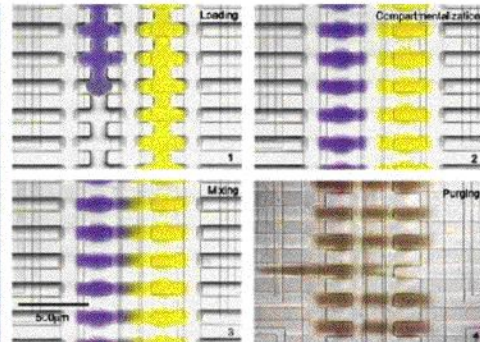 Loading
1
Compartmentalization
2
Mixing
500μm
3
Purging
4